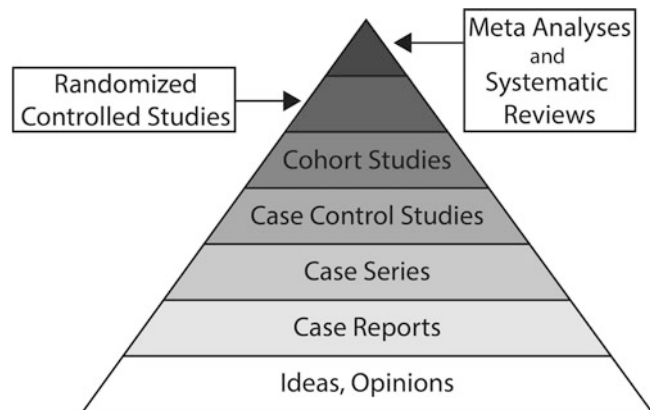 Meta Analyses
and
Systematic
Reviews
Randomized
Controlled Studies
Cohort Studies
Case Control Studies
Case Series
Case Reports
Ideas, Opinions